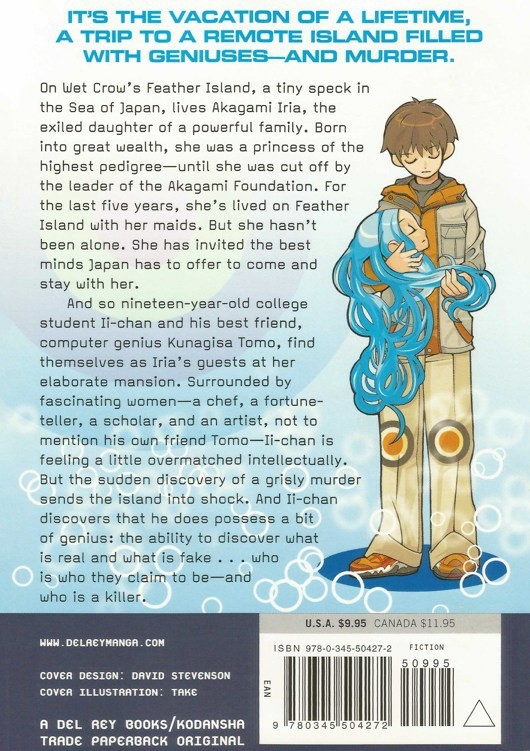 IT'S THE VACATION OF A LIFETIME,
A TRIP TO A REMOTE ISLAND FILLED
WITH GENIUSES—AND MURDER.
On Wet Crow's Feather Island, a tiny speck in
the Sea of Japan, lives Akagami Iria, the
exiled daughter of a powerful family. Born
into great wealth, she was a princess of the
highest pedigree—until she was cut off by
the leader of the Akagami Foundation. For
the last five years, she's lived on Feather
Island with her maids. But she hasn't
been alone. She has invited the best
minds Japan has to offer to come and
stay with her.
And so nineteen-year-old college
student Ii-chan and his best friend,
computer genius Kunagisa Tomo, find
themselves as Iria's guests at her
elaborate mansion. Surrounded by
fascinating women—a chef, a fortune-
teller, a scholar, and an artist, not to
mention his own friend Tomo—Ii-chan is
feeling a little overmatched intellectually.
But the sudden discovery of a grisly murder
sends the island into shock. And Ii-chan
discovers that he does possess a bit
of genius: the ability to discover what
is real and what is fake . . . who
is who they claim to be—and
who is a killer.
WWW.DELREYMANGA.COM
COVER DESIGN: DAVID STEVENSON
COVER ILLUSTRATION: TAKE
A DEL REY BOOKS/KODANSHA
TRADE PAPERBACK ORIGINAL
U.S.A. $9.95 CANADA $11.95
ISBN 978-0-345-50427-2 FICTION
50995
EAN
9 780345 504272